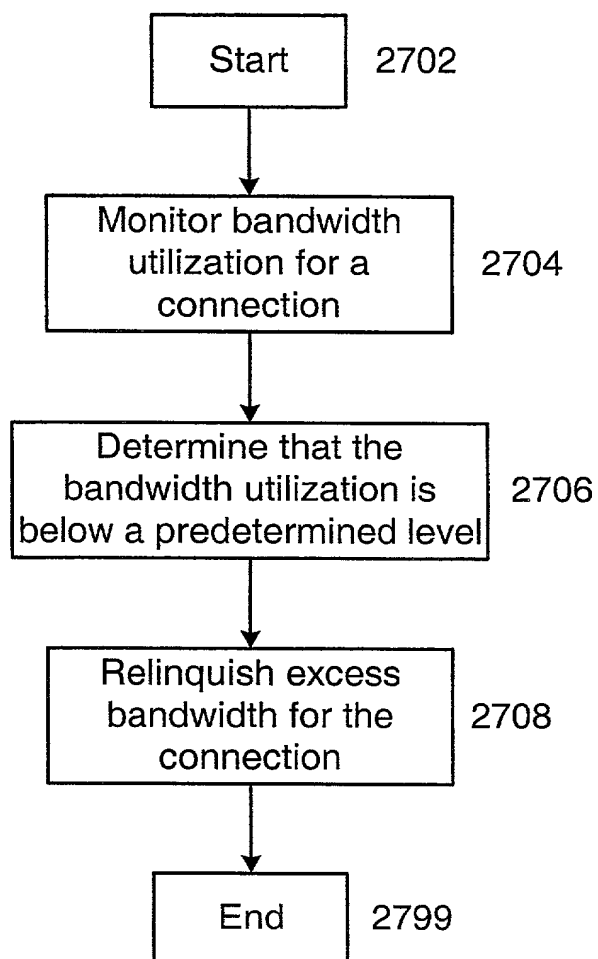 Start 2702
Monitor bandwidth
utilization for a 2704
connection
Determine that the
bandwidth utilization is 2706
below a predetermined level
Relinquish excess
bandwidth for the 2708
connection
End 2799